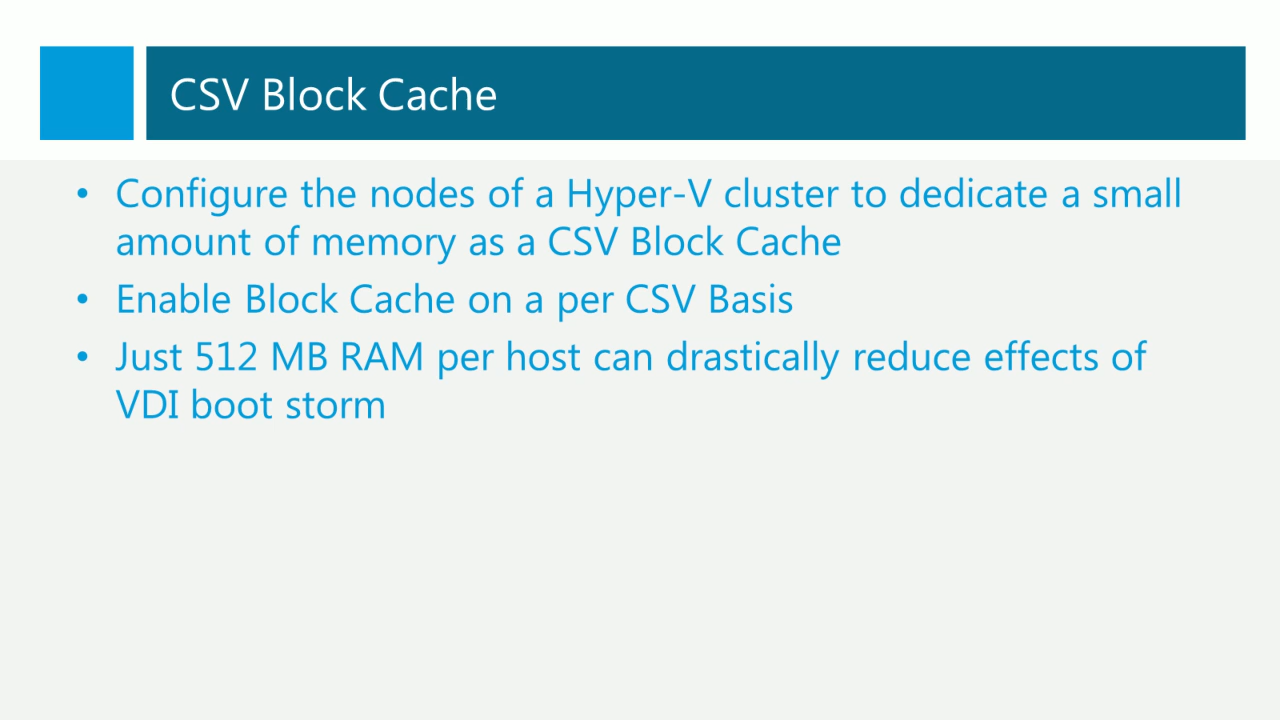 CSV Block Cache
• Configure the nodes of a Hyper-V cluster to dedicate a small
amount of memory as a CSV Block Cache
• Enable Block Cache on a per CSV Basis
• Just 512 MB RAM per host can drastically reduce effects of
VDI boot storm